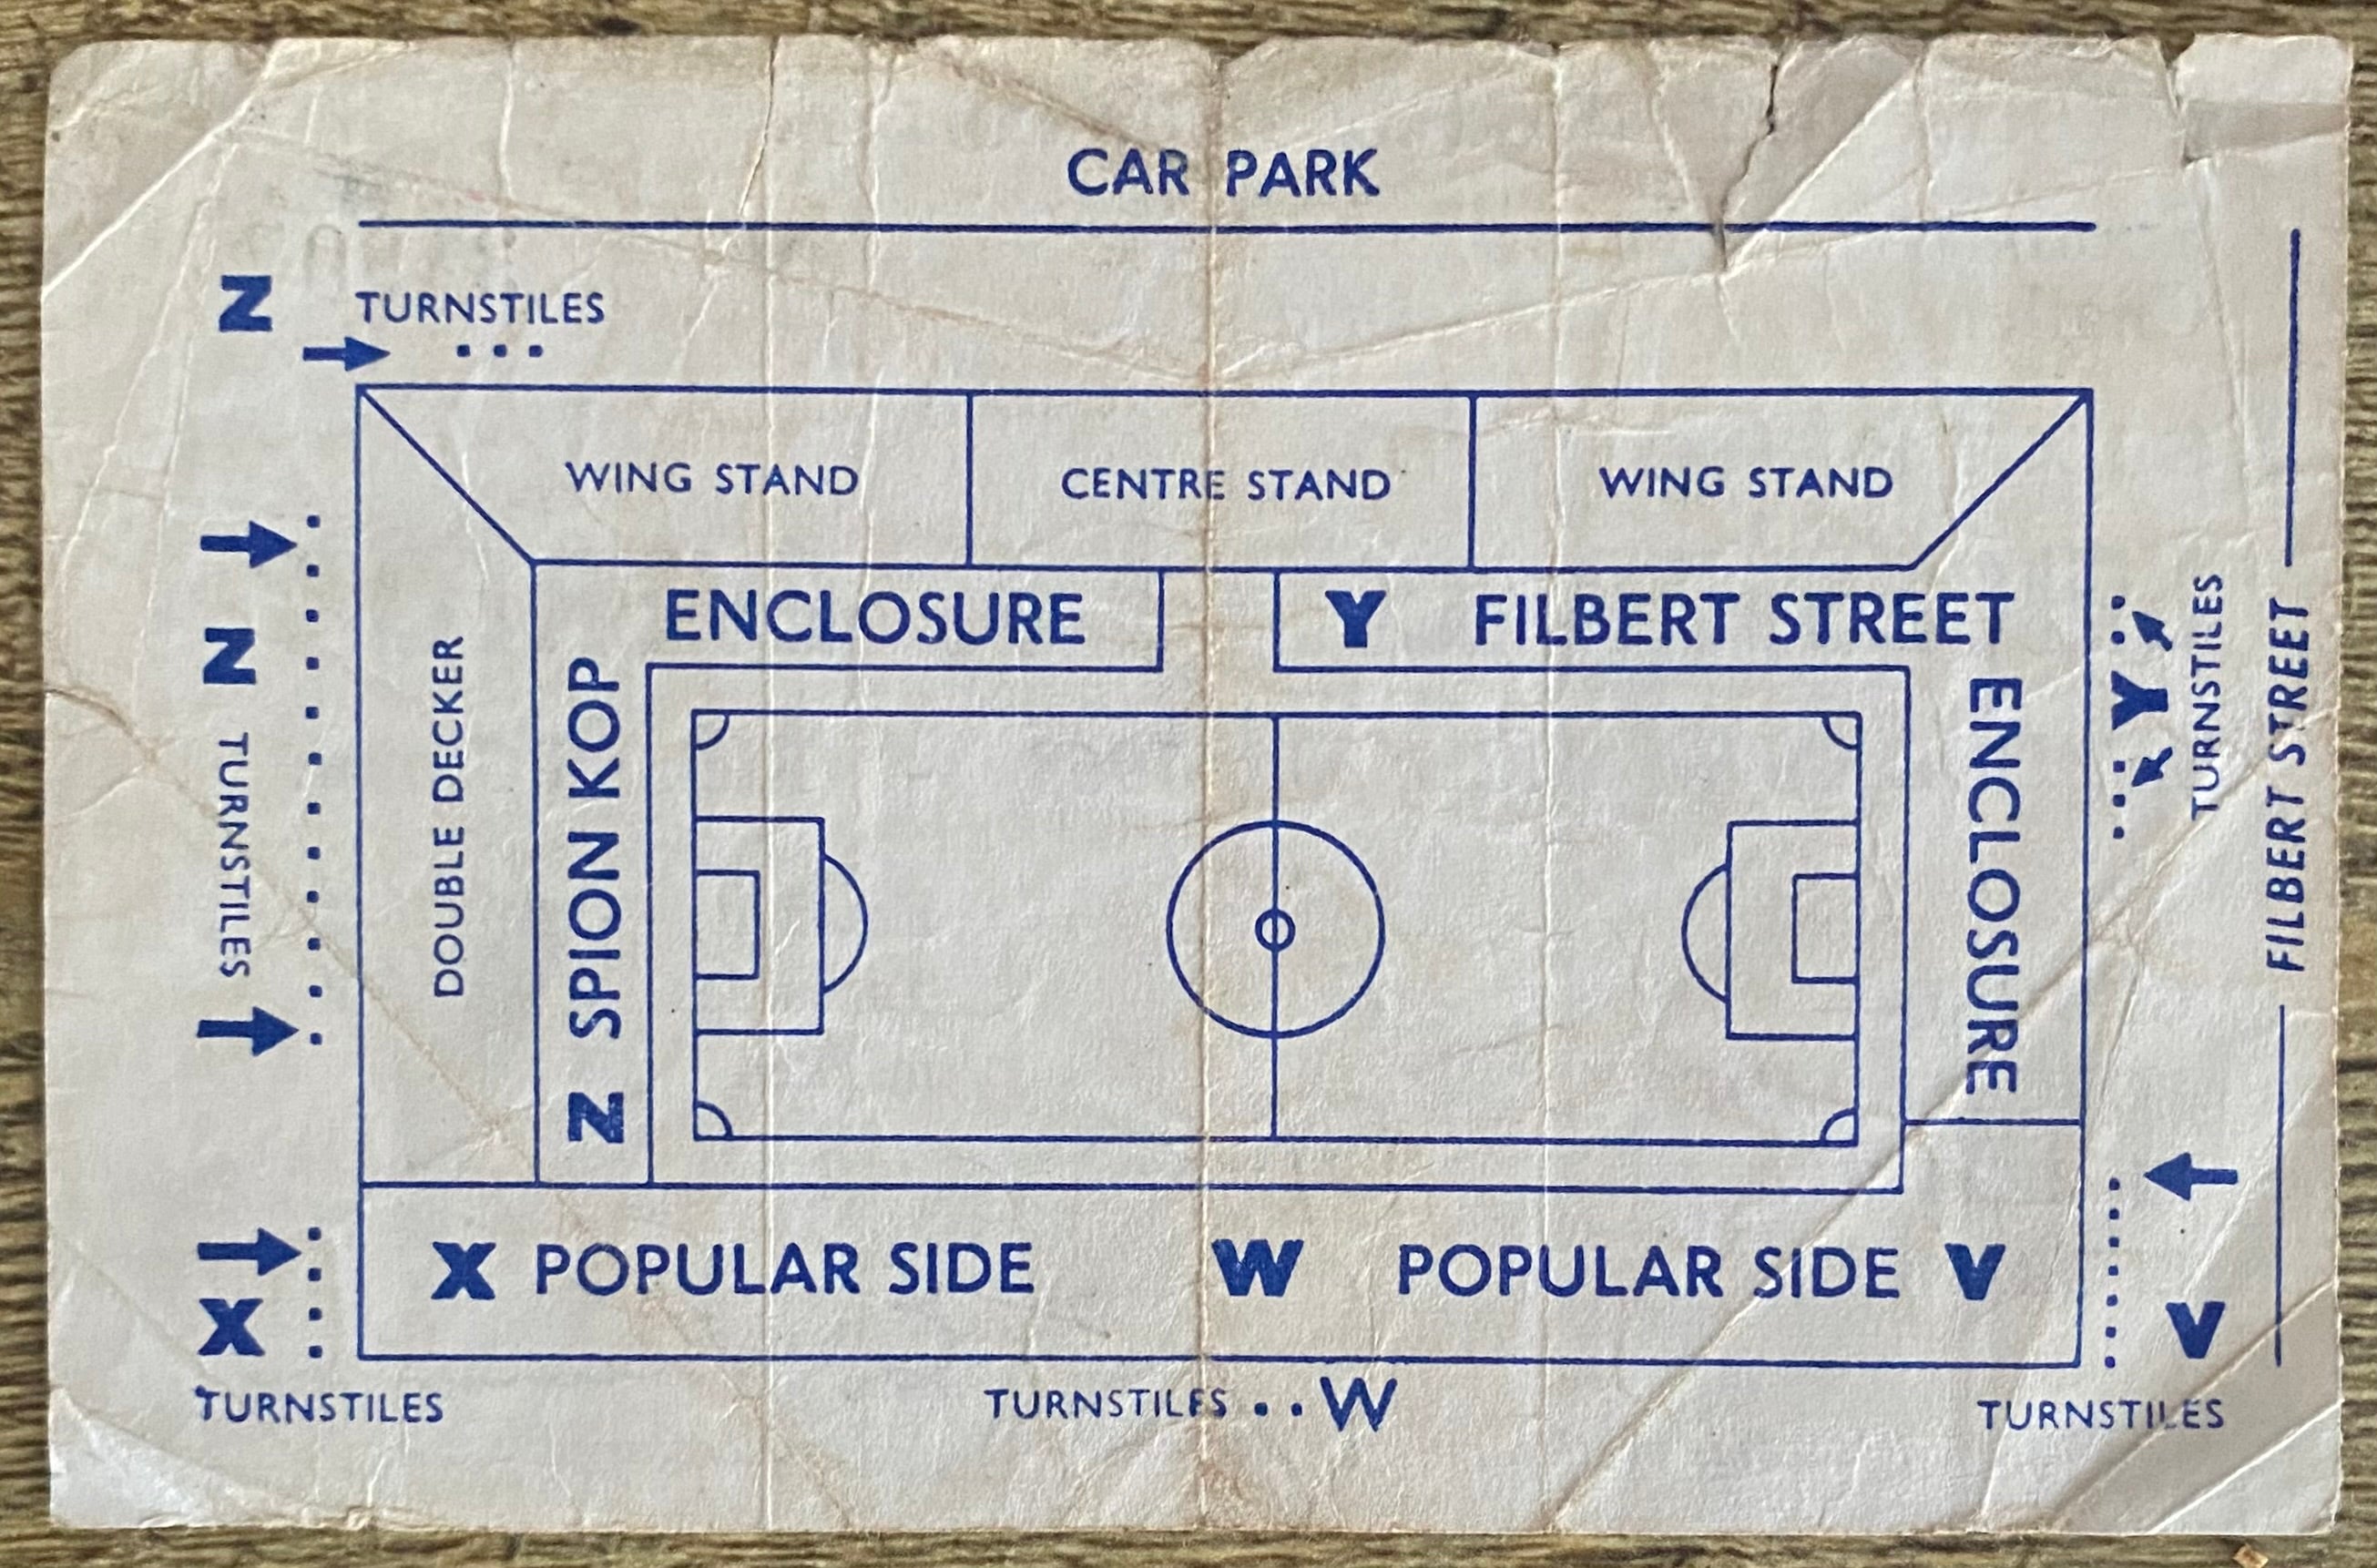 CAR PARK
Z TURNSTILES
WING STAND
CENTRE STAND
WING STAND
ENCLOSURE
Y FILBERT STREET
ENCLOSURE
Z
TURNSTILES
DOUBLE DECKER
Z SPION KOP
Y
TURNSTILES
FILBERT STREET
X POPULAR SIDE
W
POPULAR SIDE V
X
TURNSTILES
TURNSTILES .. W
V
TURNSTILES